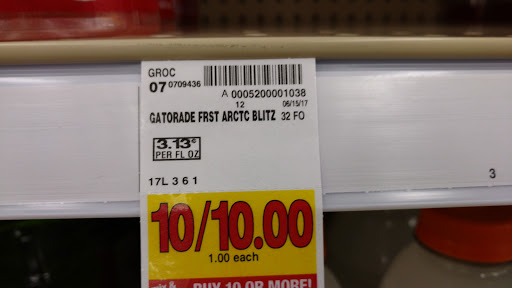 GROC
07 0709436
A 0005200001038
12 06/15/17
GATORADE FRST ARCTC BLITZ 32 FO
3.13¢
PER FL OZ
17L 3 6 1
3
10/10.00
1.00 each
mix &
BUY 10 OR MORE!